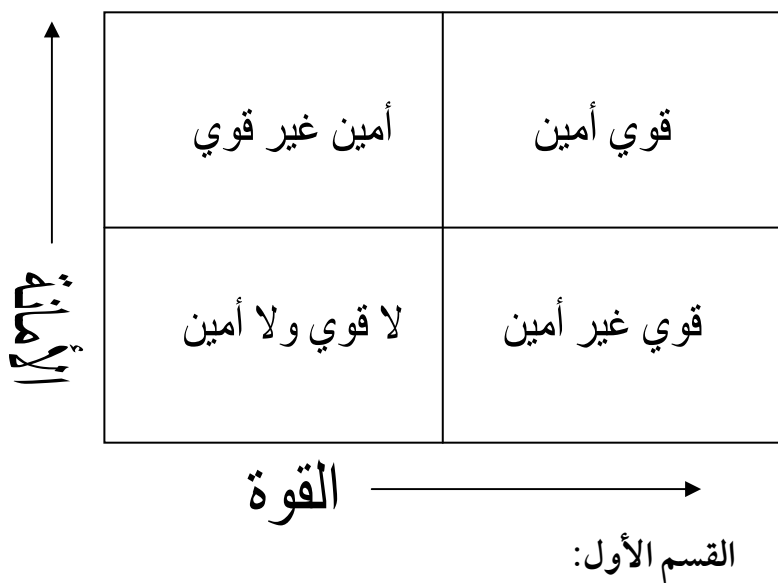 قوي أمين
أمين غير قوي
قوي غير أمين
لا قوي ولا أمين
الأمانة
القوة
القسم الأول: